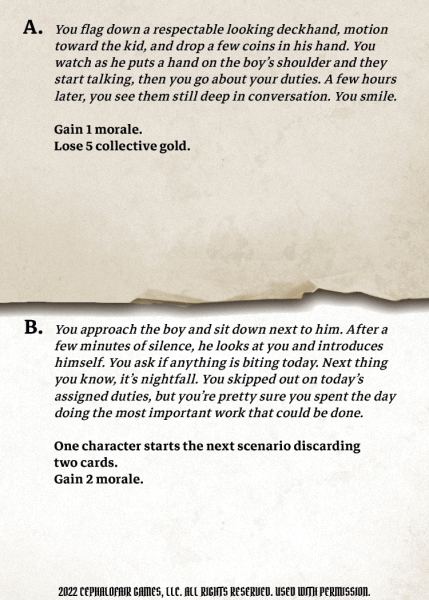 A. You flag down a respectable looking deckhand, motion
toward the kid, and drop a few coins in his hand. You
watch as he puts a hand on the boy's shoulder and they
start talking, then you go about your duties. A few hours
later, you see them still deep in conversation. You smile.
Gain 1 morale.
Lose 5 collective gold.
B. You approach the boy and sit down next to him. After a
few minutes of silence, he looks at you and introduces
himself. You ask if anything is biting today. Next thing
you know, it's nightfall. You skipped out on today's
assigned duties, but you're pretty sure you spent the day
doing the most important work that could be done.
One character starts the next scenario discarding
two cards.
Gain 2 morale.
2022 CEPHALOFAIR GAMES, LLC. ALL RIGHTS RESERVED. USED WITH PERMISSION.